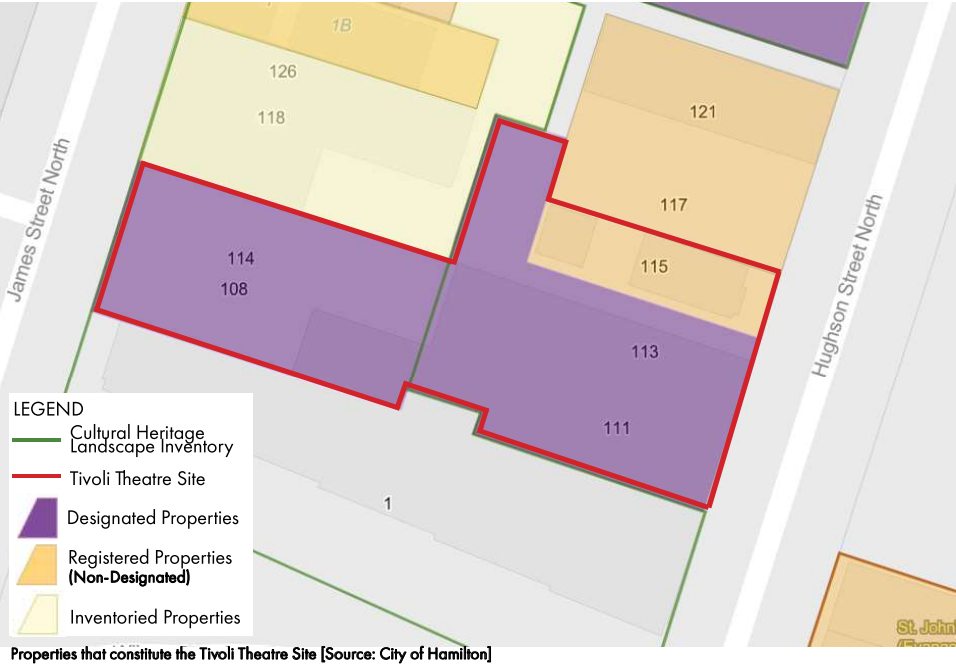 1B
126
118
121
117
115
114
108
113
111
1
James Street North
Hughson Street North
LEGEND
Cultural Heritage
Landscape Inventory
Tivoli Theatre Site
Designated Properties
Registered Properties
(Non-Designated)
Inventoried Properties
St. John
Properties that constitute the Tivoli Theatre Site [Source: City of Hamilton]